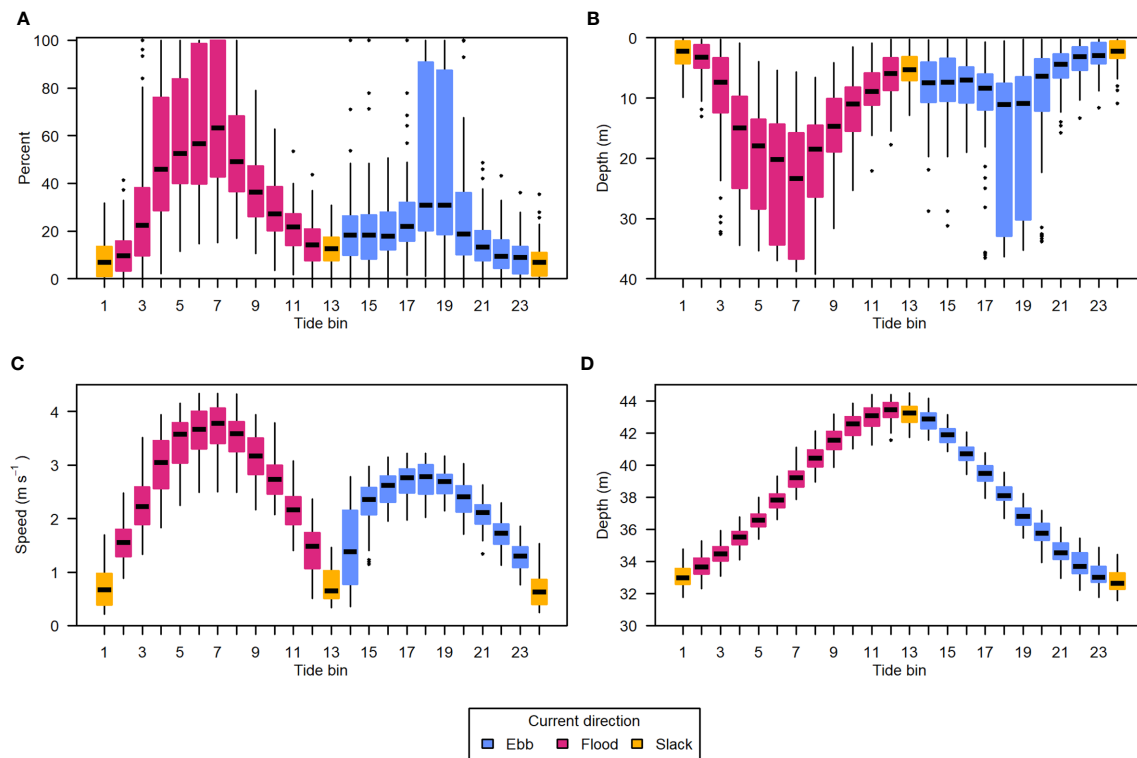 A
100
80
60
40
20
0
Percent
1 3 5 7 9 11 13 15 17 19 21 23
Tide bin
B
0
10
20
30
40
Depth (m)
1 3 5 7 9 11 13 15 17 19 21 23
Tide bin
C
4
3
2
1
0
Speed (m s⁻¹ )
1 3 5 7 9 11 13 15 17 19 21 23
Tide bin
D
44
42
40
38
36
34
32
30
Depth (m)
1 3 5 7 9 11 13 15 17 19 21 23
Tide bin
Current direction
Ebb Flood Slack